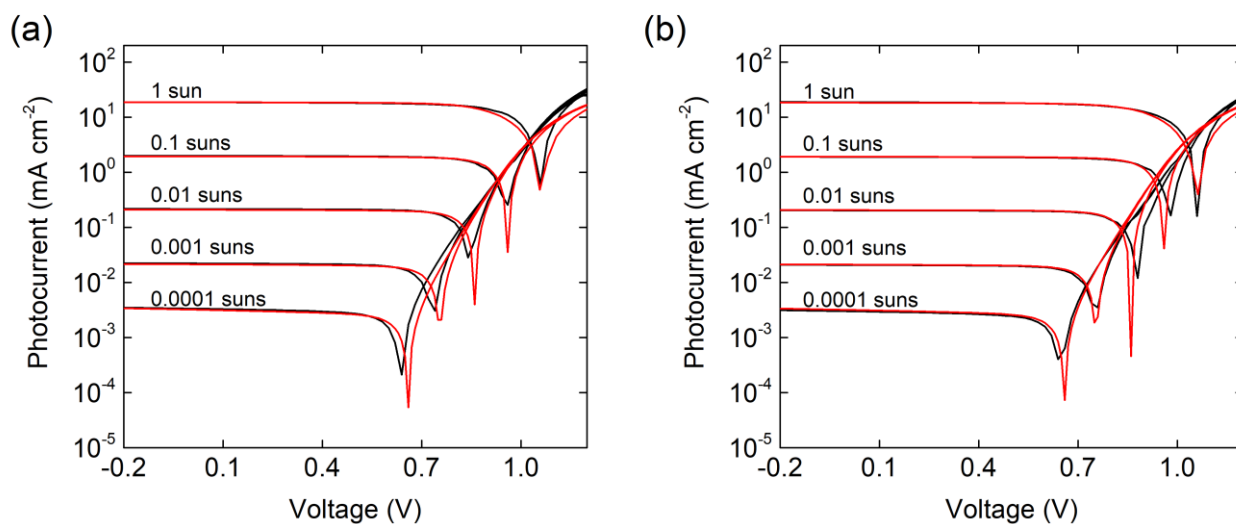 (a)
Photocurrent (mA cm⁻²)
10²
10¹
10⁰
10⁻¹
10⁻²
10⁻³
10⁻⁴
10⁻⁵
1 sun
0.1 suns
0.01 suns
0.001 suns
0.0001 suns
-0.2 0.1 0.4 0.7 1.0
Voltage (V)
(b)
Photocurrent (mA cm⁻²)
10²
10¹
10⁰
10⁻¹
10⁻²
10⁻³
10⁻⁴
10⁻⁵
1 sun
0.1 suns
0.01 suns
0.001 suns
0.0001 suns
-0.2 0.1 0.4 0.7 1.0
Voltage (V)